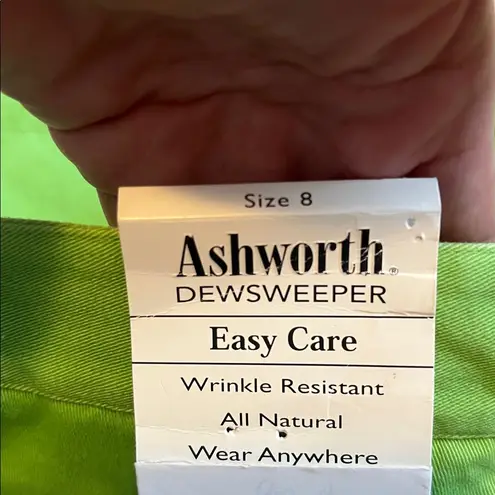 Size 8
Ashworth®
DEWSWEEPER
Easy Care
Wrinkle Resistant
All Natural
Wear Anywhere